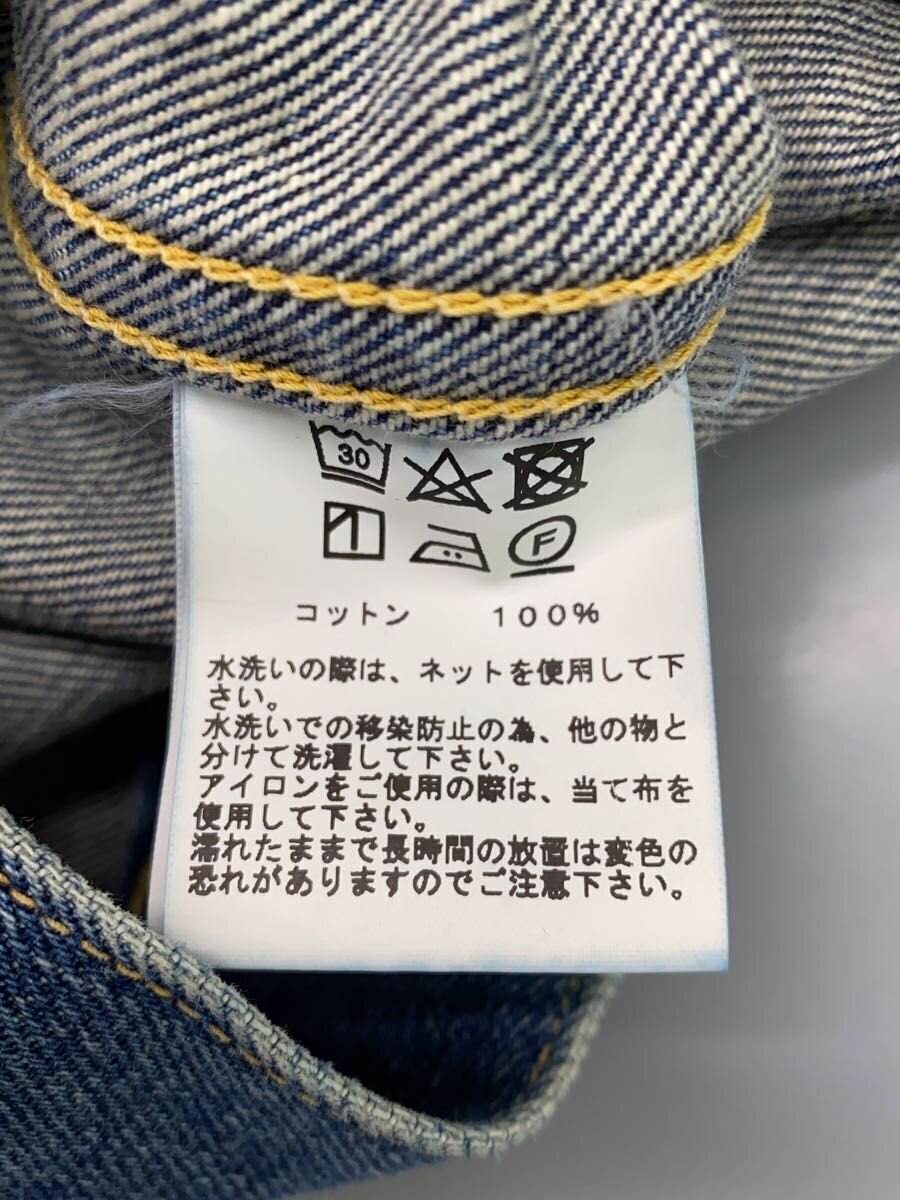 30
F
コットン　１００％
水洗いの際は、ネットを使用して下
さい。
水洗いでの移染防止の為、他の物と
分けて洗濯して下さい。
アイロンをご使用の際は、当て布を
使用して下さい。
濡れたままで長時間の放置は変色の
恐れがありますのでご注意下さい。